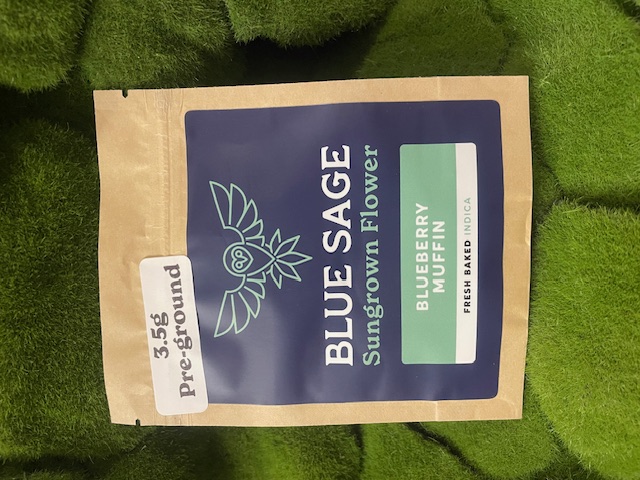 3.5g
Pre-ground
BLUE SAGE
Sungrown Flower
BLUEBERRY
MUFFIN
FRESH BAKED INDICA